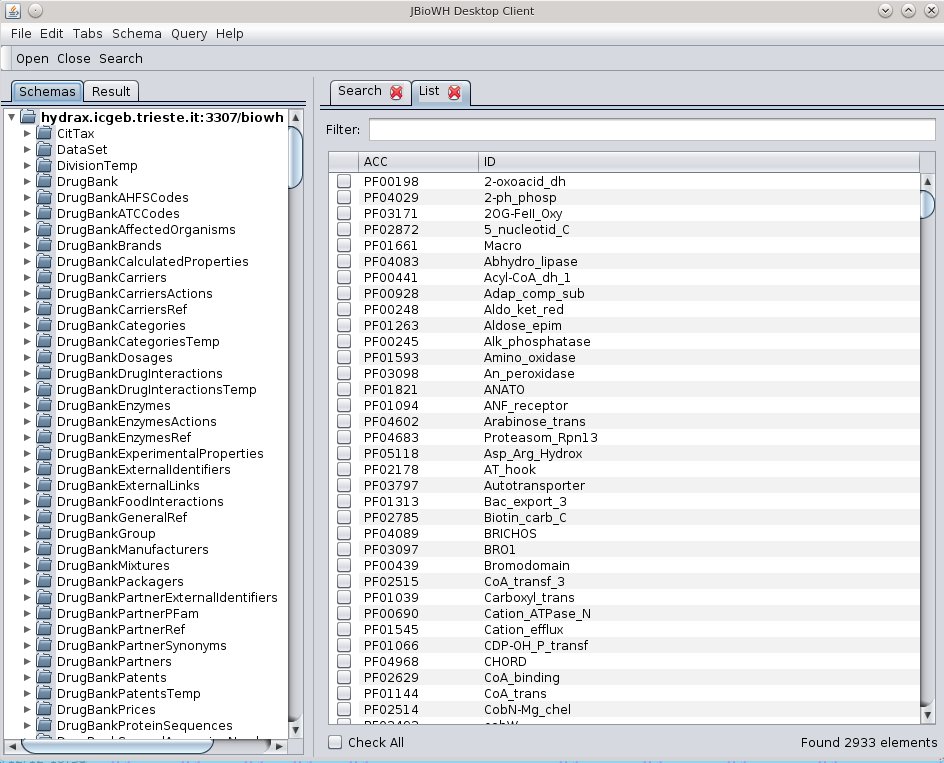 JBioWH Desktop Client
File Edit Tabs Schema Query Help
Open Close Search
Schemas Result
hydrax.icgeb.trieste.it:3307/biowh
CitTax
DataSet
DivisionTemp
DrugBank
DrugBankAHFSCodes
DrugBankATCCodes
DrugBankAffectedOrganisms
DrugBankBrands
DrugBankCalculatedProperties
DrugBankCarriers
DrugBankCarriersActions
DrugBankCarriersRef
DrugBankCategories
DrugBankCategoriesTemp
DrugBankDosages
DrugBankDrugInteractions
DrugBankDrugInteractionsTemp
DrugBankEnzymes
DrugBankEnzymesActions
DrugBankEnzymesRef
DrugBankExperimentalProperties
DrugBankExternalIdentifiers
DrugBankExternalLinks
DrugBankFoodInteractions
DrugBankGeneralRef
DrugBankGroup
DrugBankManufacturers
DrugBankMixtures
DrugBankPackagers
DrugBankPartnerExternalIdentifiers
DrugBankPartnerPFam
DrugBankPartnerRef
DrugBankPartnerSynonyms
DrugBankPartners
DrugBankPatents
DrugBankPatentsTemp
DrugBankPrices
DrugBankProteinSequences
Search List
Filter:
ACC ID
PF00198 2-oxoacid_dh
PF04029 2-ph_phosp
PF03171 2OG-FeII_Oxy
PF02872 5_nucleotid_C
PF01661 Macro
PF04083 Abhydro_lipase
PF00441 Acyl-CoA_dh_1
PF00928 Adap_comp_sub
PF00248 Aldo_ket_red
PF01263 Aldose_epim
PF00245 Alk_phosphatase
PF01593 Amino_oxidase
PF03098 An_peroxidase
PF01821 ANATO
PF01094 ANF_receptor
PF04602 Arabinose_trans
PF04683 Proteasom_Rpn13
PF05118 Asp_Arg_Hydrox
PF02178 AT_hook
PF03797 Autotransporter
PF01313 Bac_export_3
PF02785 Biotin_carb_C
PF04089 BRICHOS
PF03097 BRO1
PF00439 Bromodomain
PF02515 CoA_transf_3
PF01039 Carboxyl_trans
PF00690 Cation_ATPase_N
PF01545 Cation_efflux
PF01066 CDP-OH_P_transf
PF04968 CHORD
PF02629 CoA_binding
PF01144 CoA_trans
PF02514 CobN-Mg_chel
Check All
Found 2933 elements